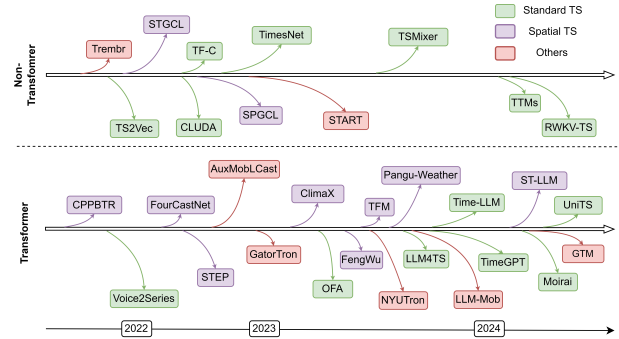 Standard TS
Spatial TS
Others
Non-Transfomrer
STGCL
Trembr
TF-C
TimesNet
TSMixer
TS2Vec
CLUDA
SPGCL
START
TTMs
RWKV-TS
Transformer
AuxMobLCast
Pangu-Weather
CPPBTR
FourCastNet
ClimaX
TFM
Time-LLM
ST-LLM
UniTS
GatorTron
FengWu
LLM4TS
TimeGPT
GTM
STEP
Voice2Series
OFA
NYUTron
LLM-Mob
Moirai
2022
2023
2024